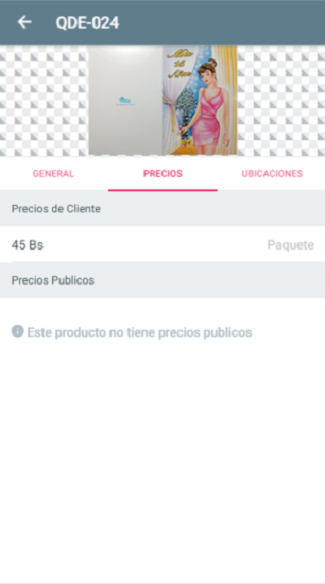 QDE-024
Mis
15
Años
GENERAL
PRECIOS
UBICACIONES
Precios de Cliente
45 Bs
Paquete
Precios Publicos
Este producto no tiene precios publicos